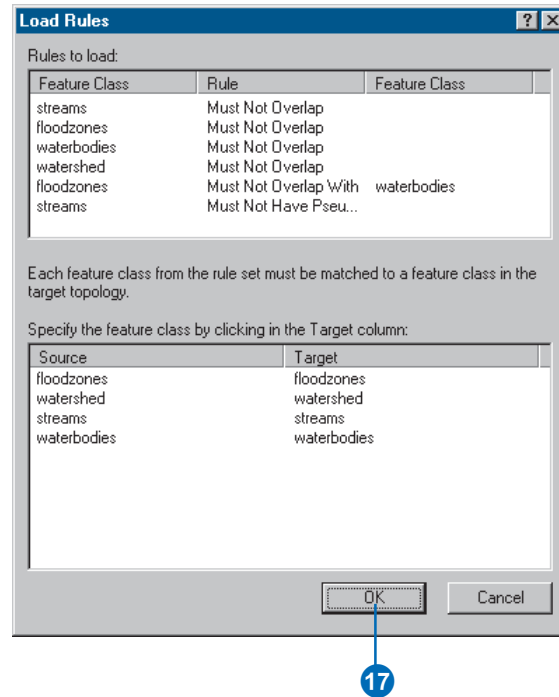 Load Rules
Rules to load:
Feature Class Rule Feature Class
streams Must Not Overlap
floodzones Must Not Overlap
waterbodies Must Not Overlap
watershed Must Not Overlap
floodzones Must Not Overlap With waterbodies
streams Must Not Have Pseu...
Each feature class from the rule set must be matched to a feature class in the
target topology.
Specify the feature class by clicking in the Target column:
Source Target
floodzones floodzones
watershed watershed
streams streams
waterbodies waterbodies
OK Cancel
17